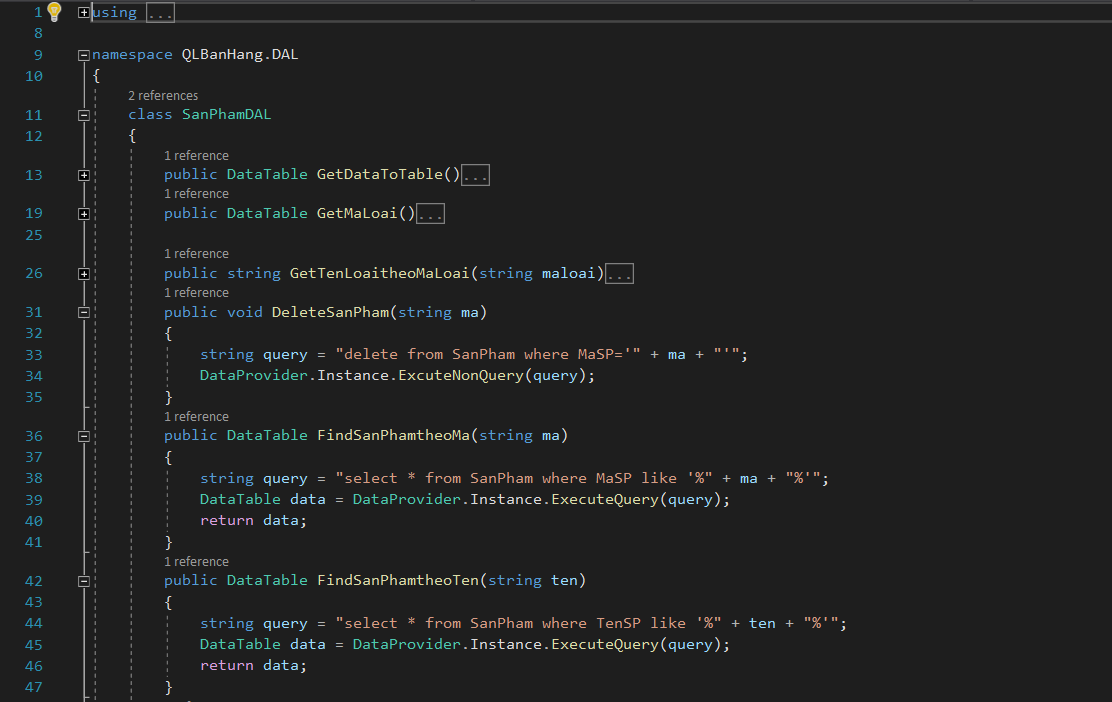 1 using ...
8
9 namespace QLBanHang.DAL
10 {
2 references
11 class SanPhamDAL
12 {
1 reference
13 public DataTable GetDataToTable()...
1 reference
19 public DataTable GetMaLoai()...
25
1 reference
26 public string GetTenLoaitheoMaLoai(string maloai)...
1 reference
31 public void DeleteSanPham(string ma)
32 {
33 string query = "delete from SanPham where MaSP='" + ma + "'";
34 DataProvider.Instance.ExcuteNonQuery(query);
35 }
1 reference
36 public DataTable FindSanPhamtheoMa(string ma)
37 {
38 string query = "select * from SanPham where MaSP like '%" + ma + "%'";
39 DataTable data = DataProvider.Instance.ExecuteQuery(query);
40 return data;
41 }
1 reference
42 public DataTable FindSanPhamtheoTen(string ten)
43 {
44 string query = "select * from SanPham where TenSP like '%" + ten + "%'";
45 DataTable data = DataProvider.Instance.ExecuteQuery(query);
46 return data;
47 }